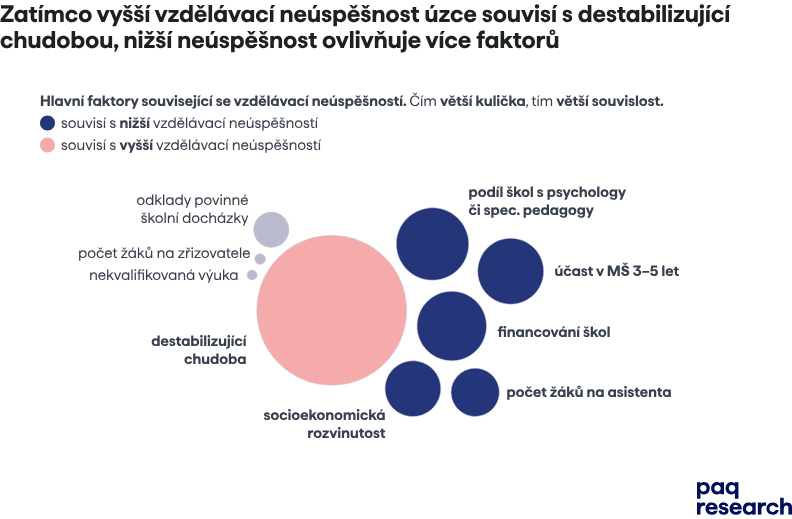 Zatímco vyšší vzdělávací neúspěšnost úzce souvisí s destabilizující
chudobou, nižší neúspěšnost ovlivňuje více faktorů
Hlavní faktory související se vzdělávací neúspěšností. Čím větší kulička, tím větší souvislost.
souvisí s nižší vzdělávací neúspěšností
souvisí s vyšší vzdělávací neúspěšností
odklady povinné
školní docházky
počet žáků na zřizovatele
nekvalifikovaná výuka
destabilizující
chudoba
socioekonomická
rozvinutost
podíl škol s psychology
či spec. pedagogy
účast v MŠ 3–5 let
financování škol
počet žáků na asistenta
paq
research